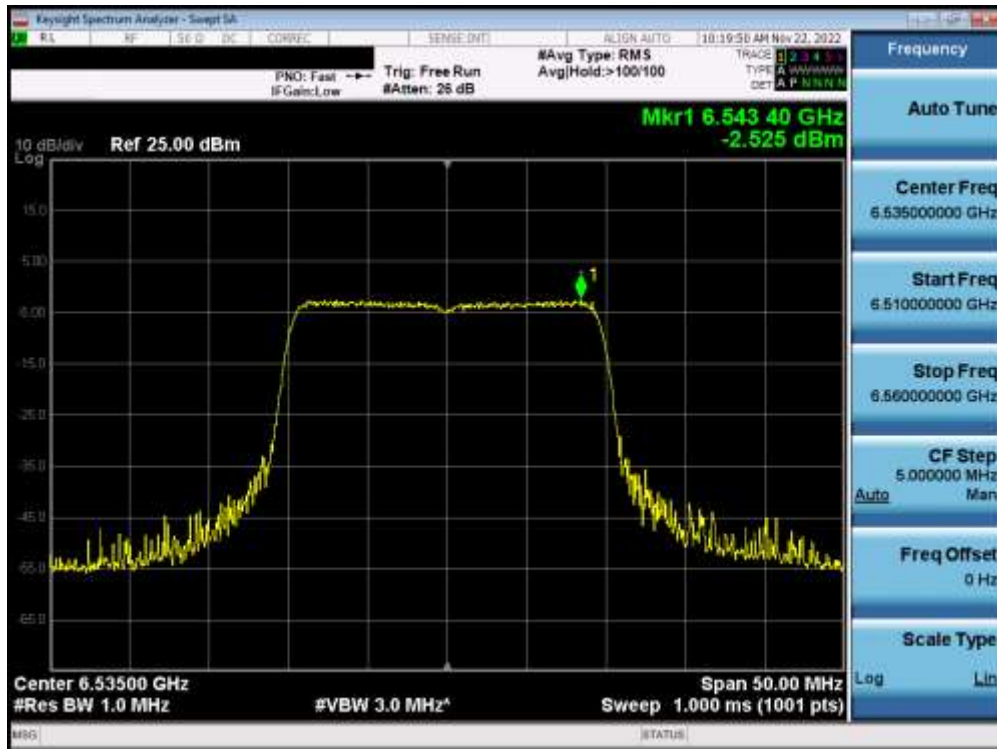 Keysight Spectrum Analyzer - Swept SA
RL RF 50 Ω DC CORREC SENSE:INT ALIGN AUTO 10:19:50 AM Nov 22, 2022
PNO: Fast
IFGain:Low
Trig: Free Run
#Atten: 26 dB
#Avg Type: RMS
Avg|Hold:>100/100
TRACE 1 2 3 4 5 6
TYPE A WWWWW
DET A P N N N N
Mkr1 6.543 40 GHz
-2.525 dBm
10 dB/div Ref 25.00 dBm
Log
15.0
5.00
-5.00
-15.0
-25.0
-35.0
-45.0
-55.0
-65.0
1
Center 6.53500 GHz Span 50.00 MHz
#Res BW 1.0 MHz #VBW 3.0 MHz* Sweep 1.000 ms (1001 pts)
MSG STATUS
Frequency
Auto Tune
Center Freq
6.535000000 GHz
Start Freq
6.510000000 GHz
Stop Freq
6.560000000 GHz
CF Step
5.000000 MHz
Auto Man
Freq Offset
0 Hz
Scale Type
Log Lin